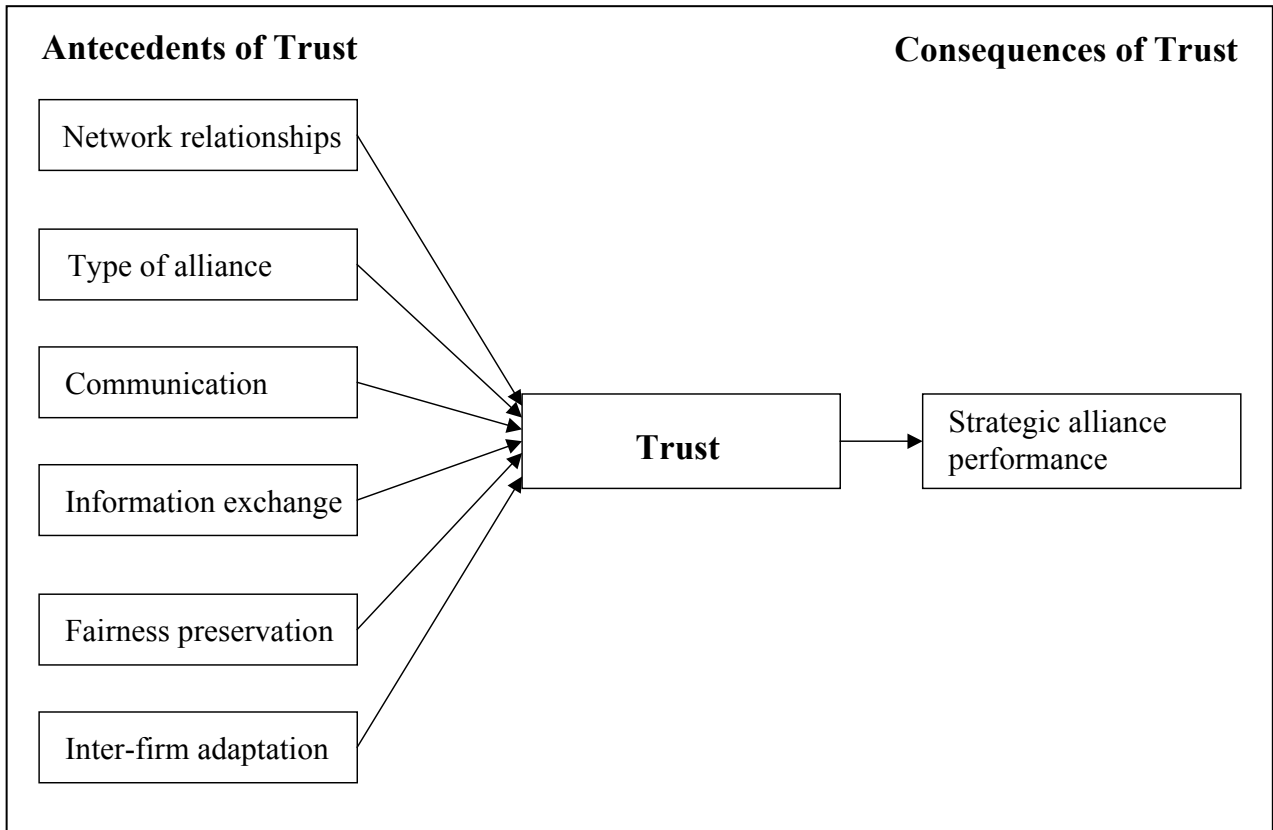 Antecedents of Trust
Consequences of Trust
Network relationships
Type of alliance
Communication
Information exchange
Fairness preservation
Inter-firm adaptation
Trust
Strategic alliance
performance